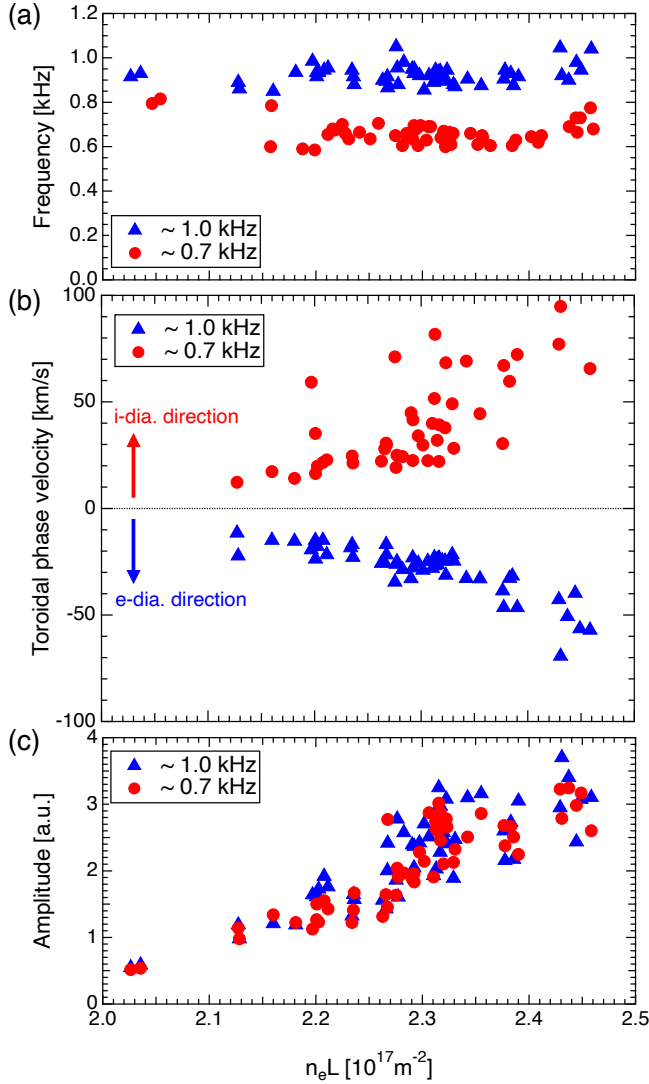 (a)
1.2
1.0
0.8
0.6
0.4
0.2
0.0
Frequency [kHz]
~ 1.0 kHz
~ 0.7 kHz
(b)
100
50
0
-50
-100
Toroidal phase velocity [km/s]
~ 1.0 kHz
~ 0.7 kHz
i-dia. direction
e-dia. direction
(c)
4
3
2
1
0
Amplitude [a.u.]
~ 1.0 kHz
~ 0.7 kHz
2.0 2.1 2.2 2.3 2.4 2.5
nₑL [10¹⁷m⁻²]